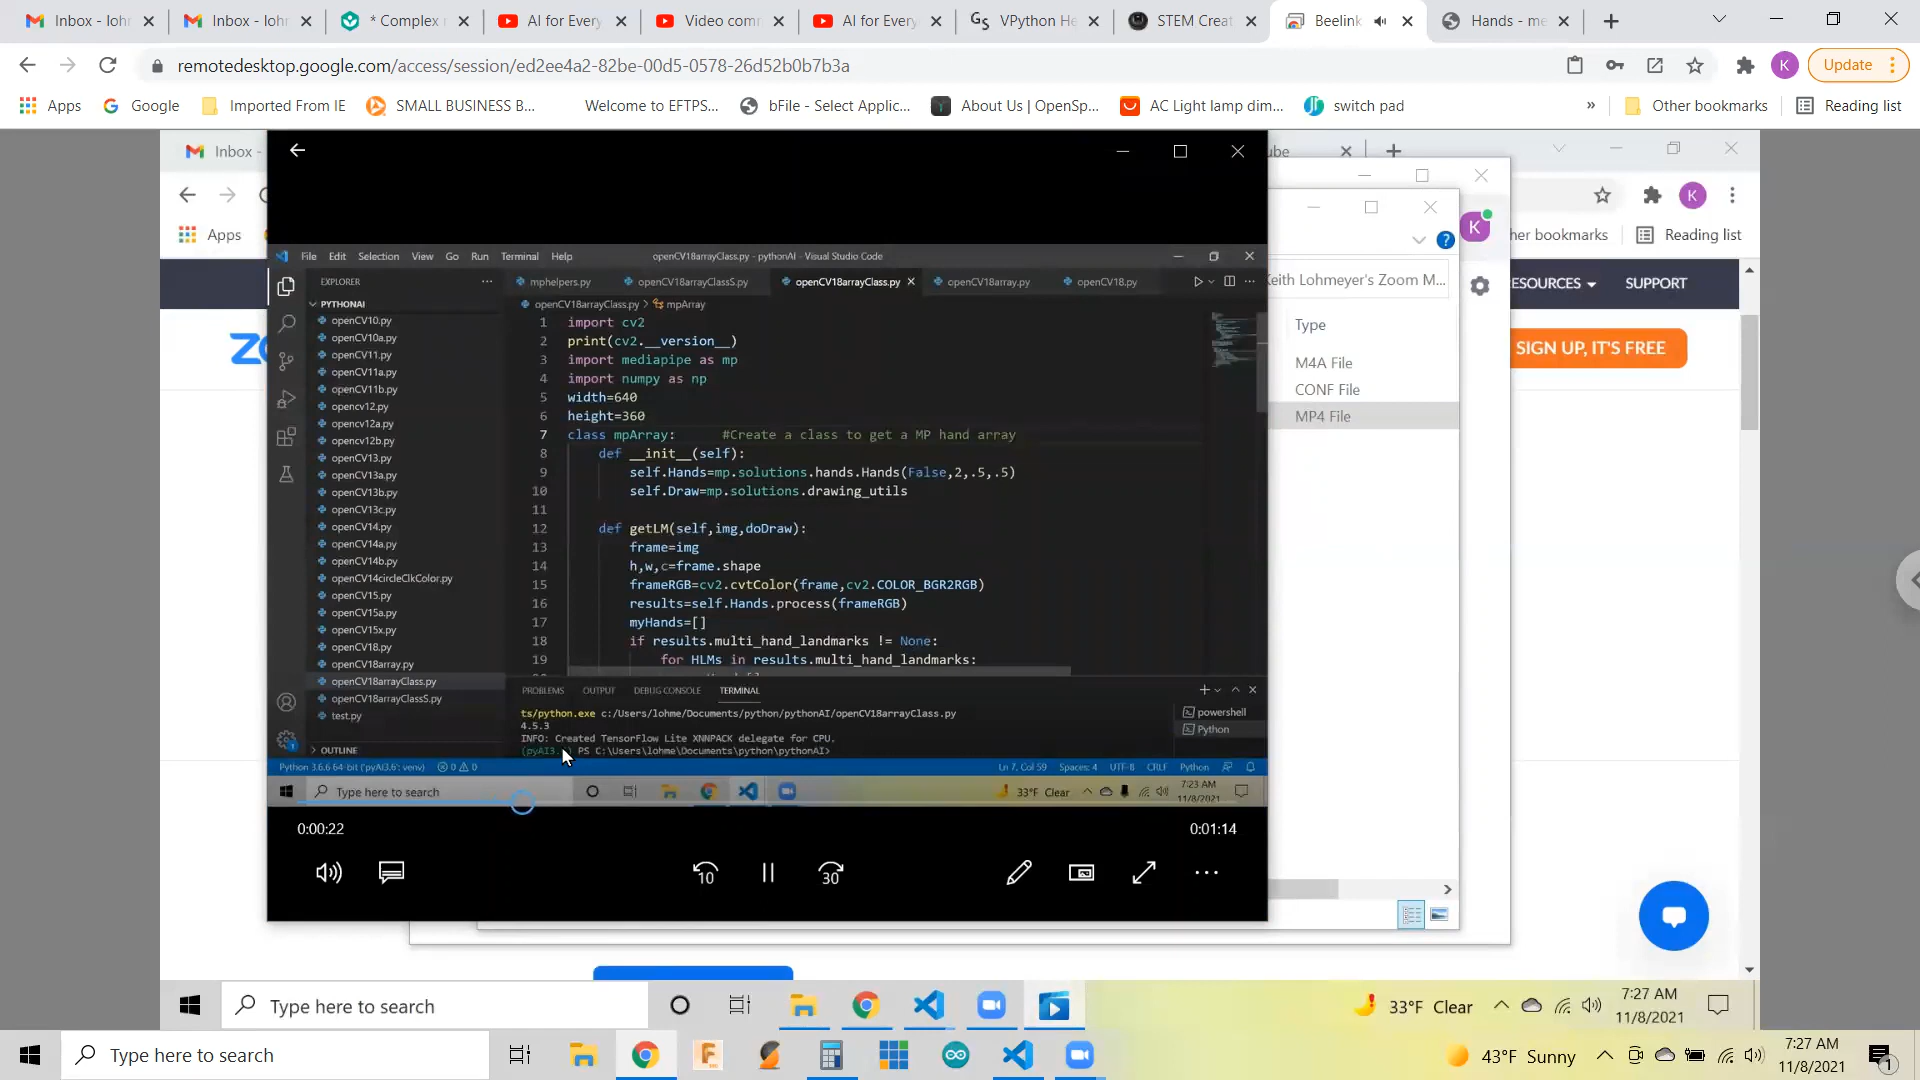 Inbox - lohr
Inbox - lohr
* Complex
AI for Every
Video com
AI for Every
VPython He
STEM Creat
Beelink
Hands - me
remotedesktop.google.com/access/session/ed2ee4a2-82be-00d5-0578-26d52b0b7b3a
K
Update
Apps
Google
Imported From IE
SMALL BUSINESS B...
Welcome to EFTPS...
bFile - Select Applic...
About Us | OpenSp...
AC Light lamp dim...
switch pad
»
Other bookmarks
Reading list
Inbox -
ube
K
Apps
her bookmarks
Reading list
K
ESOURCES
SUPPORT
SIGN UP, IT'S FREE
Keith Lohmeyer's Zoom M...
Type
M4A File
CONF File
MP4 File
File Edit Selection View Go Run Terminal Help
openCV18arrayClass.py - pythonAI - Visual Studio Code
EXPLORER
mphelpers.py
openCV18arrayClassS.py
openCV18arrayClass.py
openCV18array.py
openCV18.py
PYTHONAI
openCV18arrayClass.py > mpArray
openCV10.py
openCV10a.py
openCV11.py
openCV11a.py
openCV11b.py
opencv12.py
opencv12a.py
opencv12b.py
openCV13.py
openCV13a.py
openCV13b.py
openCV13c.py
openCV14.py
openCV14a.py
openCV14b.py
openCV14circleClkColor.py
openCV15.py
openCV15a.py
openCV15x.py
openCV18.py
openCV18array.py
openCV18arrayClass.py
openCV18arrayClassS.py
test.py
OUTLINE
1 import cv2
2 print(cv2.__version__)
3 import mediapipe as mp
4 import numpy as np
5 width=640
6 height=360
7 class mpArray: #Create a class to get a MP hand array
8 def __init__(self):
9 self.Hands=mp.solutions.hands.Hands(False,2,.5,.5)
10 self.Draw=mp.solutions.drawing_utils
11
12 def getLM(self,img,doDraw):
13 frame=img
14 h,w,c=frame.shape
15 frameRGB=cv2.cvtColor(frame,cv2.COLOR_BGR2RGB)
16 results=self.Hands.process(frameRGB)
17 myHands=[]
18 if results.multi_hand_landmarks != None:
19 for HLMs in results.multi_hand_landmarks:
PROBLEMS OUTPUT DEBUG CONSOLE TERMINAL
ts/python.exe c:/Users/lohme/Documents/python/pythonAI/openCV18arrayClass.py
4.5.3
INFO: Created TensorFlow Lite XNNPACK delegate for CPU.
(pyAI3. PS C:\Users\lohme\Documents\python\pythonAI>
powershell
Python
Python 3.6.6 64-bit ('pyAI3.6': venv) 0 0
Ln 7, Col 59 Spaces: 4 UTF-8 CRLF Python
Type here to search
33°F Clear
7:23 AM
11/8/2021
0:00:22
0:01:14
10
30
Type here to search
33°F Clear
7:27 AM
11/8/2021
Type here to search
43°F Sunny
7:27 AM
11/8/2021
1